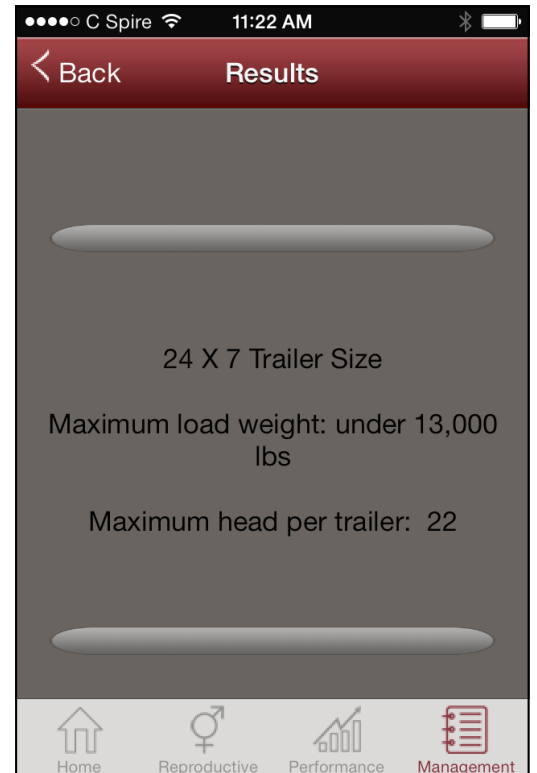 C Spire 11:22 AM
Back Results
24 X 7 Trailer Size
Maximum load weight: under 13,000
lbs
Maximum head per trailer: 22
Home Reproductive Performance Management